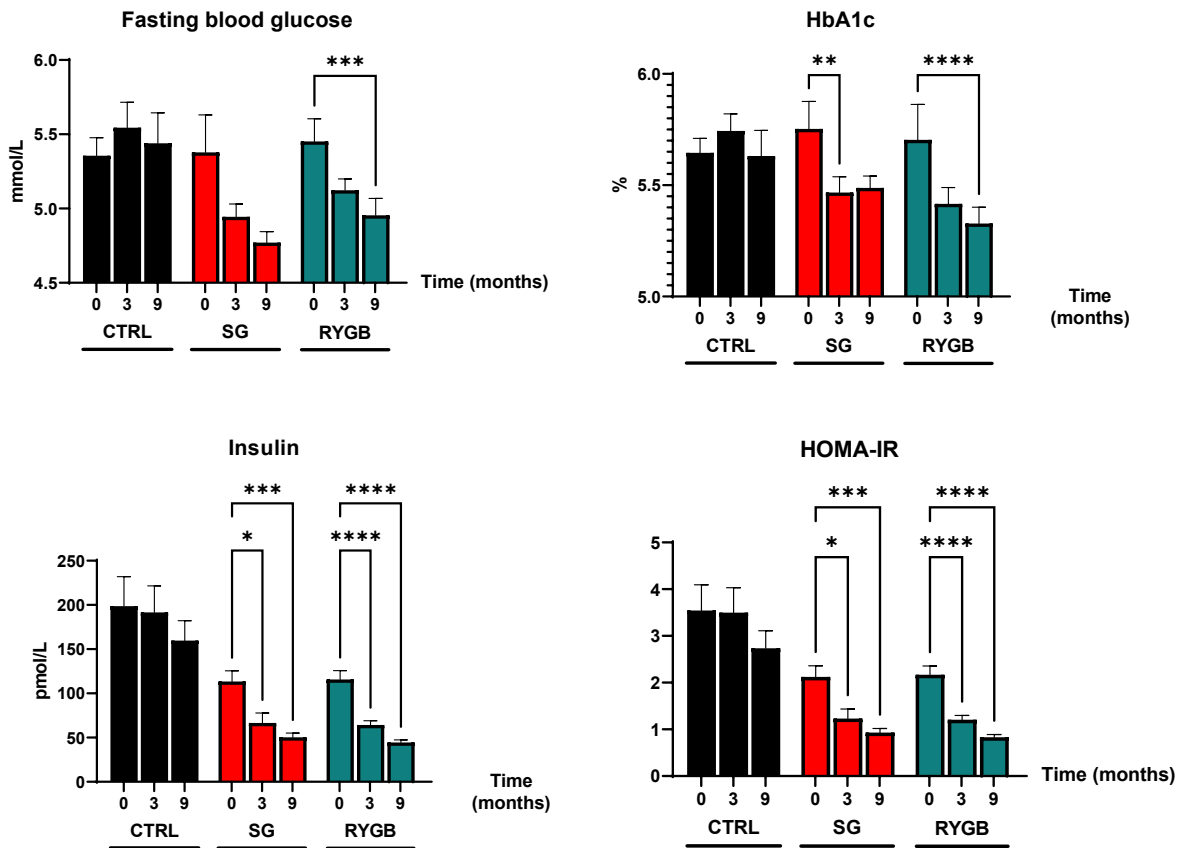 Fasting blood glucose
***
6.0
5.5
5.0
4.5
mmol/L
0 3 9 0 3 9 0 3 9
Time (months)
CTRL SG RYGB
HbA1c
** ****
6.0
5.5
5.0
%
0 3 9 0 3 9 0 3 9
Time
(months)
CTRL SG RYGB
Insulin
*** ****
* ****
250
200
150
100
50
0
pmol/L
0 3 9 0 3 9 0 3 9
Time
(months)
CTRL SG RYGB
HOMA-IR
*** ****
* ****
5
4
3
2
1
0
0 3 9 0 3 9 0 3 9
Time (months)
CTRL SG RYGB